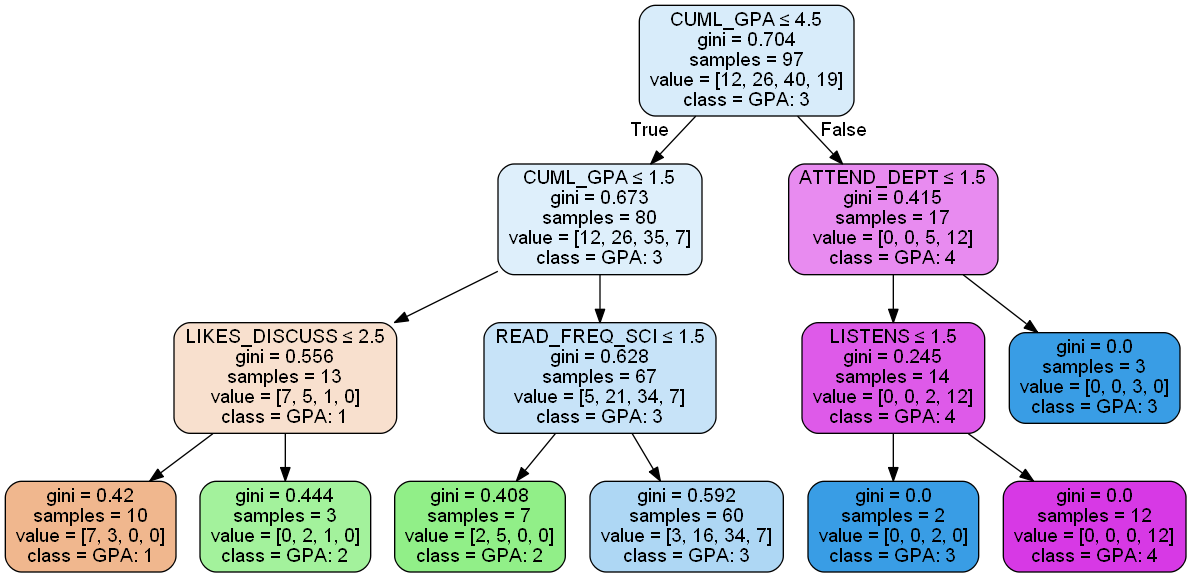 CUML_GPA ≤ 4.5
gini = 0.704
samples = 97
value = [12, 26, 40, 19]
class = GPA: 3
True
False
CUML_GPA ≤ 1.5
gini = 0.673
samples = 80
value = [12, 26, 35, 7]
class = GPA: 3
ATTEND_DEPT ≤ 1.5
gini = 0.415
samples = 17
value = [0, 0, 5, 12]
class = GPA: 4
LIKES_DISCUSS ≤ 2.5
gini = 0.556
samples = 13
value = [7, 5, 1, 0]
class = GPA: 1
READ_FREQ_SCI ≤ 1.5
gini = 0.628
samples = 67
value = [5, 21, 34, 7]
class = GPA: 3
LISTENS ≤ 1.5
gini = 0.245
samples = 14
value = [0, 0, 2, 12]
class = GPA: 4
gini = 0.0
samples = 3
value = [0, 0, 3, 0]
class = GPA: 3
gini = 0.42
samples = 10
value = [7, 3, 0, 0]
class = GPA: 1
gini = 0.444
samples = 3
value = [0, 2, 1, 0]
class = GPA: 2
gini = 0.408
samples = 7
value = [2, 5, 0, 0]
class = GPA: 2
gini = 0.592
samples = 60
value = [3, 16, 34, 7]
class = GPA: 3
gini = 0.0
samples = 2
value = [0, 0, 2, 0]
class = GPA: 3
gini = 0.0
samples = 12
value = [0, 0, 0, 12]
class = GPA: 4